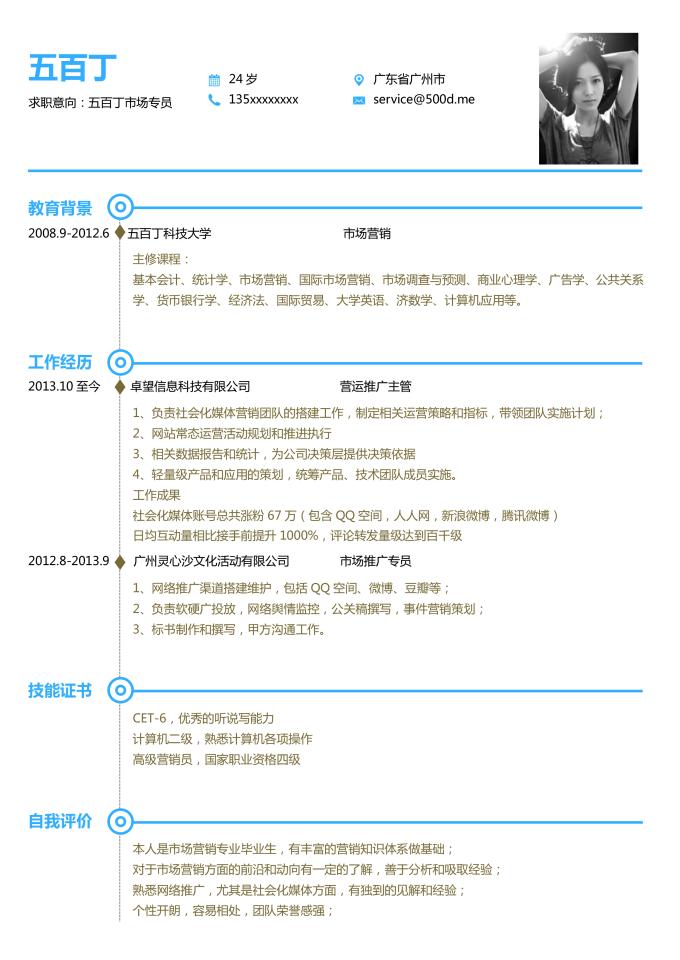 五百丁
求职意向：五百丁市场专员
24 岁
广东省广州市
135xxxxxxxx
service@500d.me
教育背景
2008.9-2012.6 五百丁科技大学 市场营销
主修课程：
基本会计、统计学、市场营销、国际市场营销、市场调查与预测、商业心理学、广告学、公共关系
学、货币银行学、经济法、国际贸易、大学英语、济数学、计算机应用等。
工作经历
2013.10 至今 卓望信息科技有限公司 营运推广主管
1、负责社会化媒体营销团队的搭建工作，制定相关运营策略和指标，带领团队实施计划；
2、网站常态运营活动规划和推进执行
3、相关数据报告和统计，为公司决策层提供决策依据
4、轻量级产品和应用的策划，统筹产品、技术团队成员实施。
工作成果
社会化媒体账号总共涨粉 67 万（包含 QQ 空间，人人网，新浪微博，腾讯微博）
日均互动量相比接手前提升 1000%，评论转发量级达到百千级
2012.8-2013.9 广州灵心沙文化活动有限公司 市场推广专员
1、网络推广渠道搭建维护，包括 QQ 空间、微博、豆瓣等；
2、负责软硬广投放，网络舆情监控，公关稿撰写，事件营销策划；
3、标书制作和撰写，甲方沟通工作。
技能证书
CET-6，优秀的听说写能力
计算机二级，熟悉计算机各项操作
高级营销员，国家职业资格四级
自我评价
本人是市场营销专业毕业生，有丰富的营销知识体系做基础；
对于市场营销方面的前沿和动向有一定的了解，善于分析和吸取经验；
熟悉网络推广，尤其是社会化媒体方面，有独到的见解和经验；
个性开朗，容易相处，团队荣誉感强；